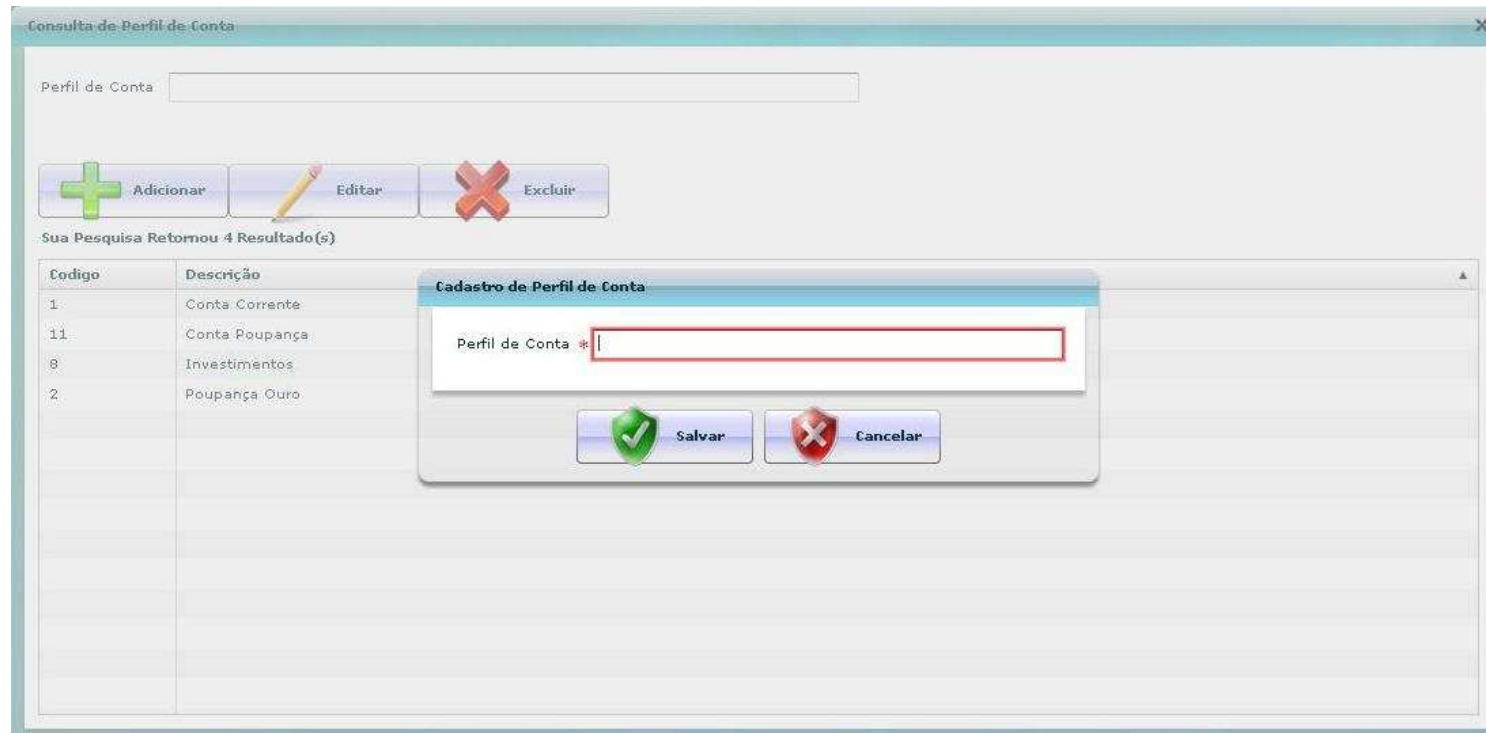 Consulta de Perfil de Conta
Perfil de Conta
Adicionar Editar Excluir
Sua Pesquisa Retornou 4 Resultado(s)
Codigo Descrição
1 Conta Corrente
11 Conta Poupança
8 Investimentos
2 Poupança Ouro
Cadastro de Perfil de Conta
Perfil de Conta *
Salvar Cancelar